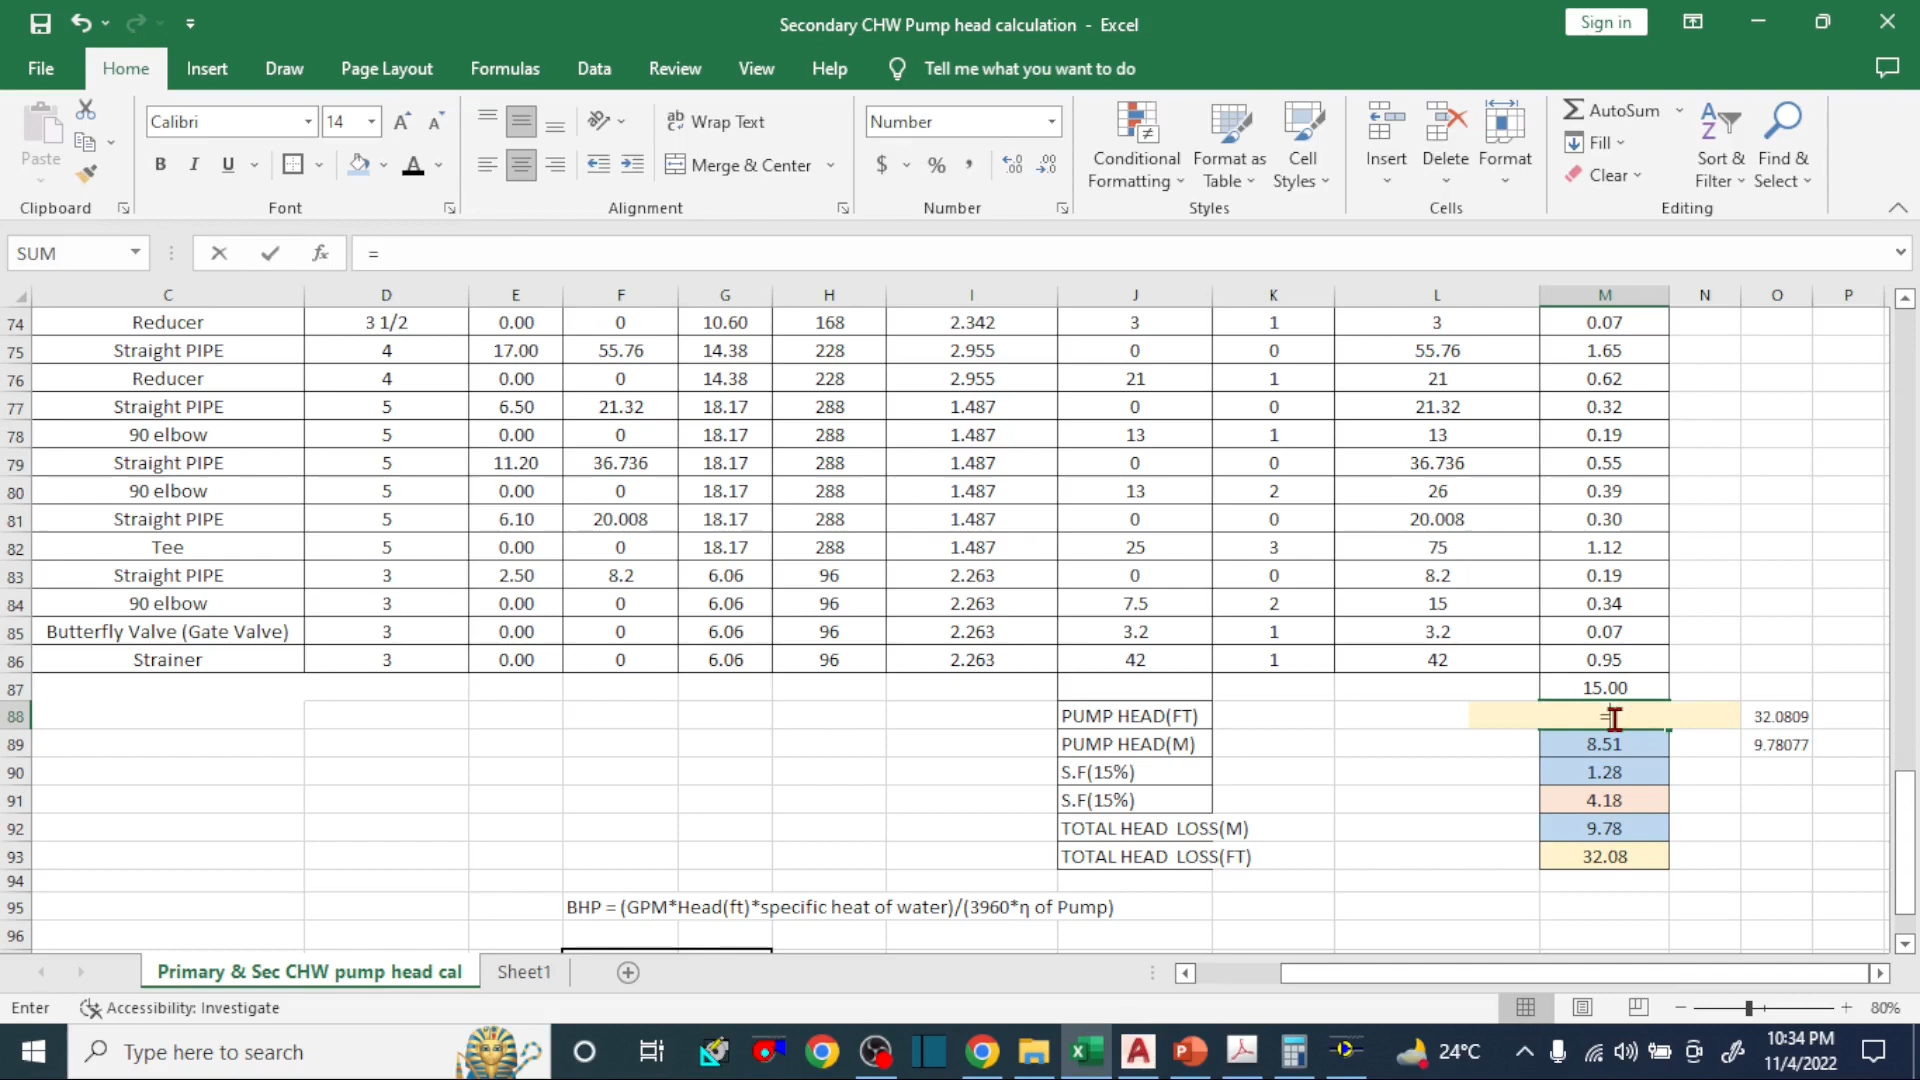 Secondary CHW Pump head calculation - Excel
Sign in
File Home Insert Draw Page Layout Formulas Data Review View Help Tell me what you want to do
Paste
Clipboard
Calibri 14
B I U
Font
Wrap Text
Merge & Center
Alignment
Number
$ % ,
Number
Conditional Formatting
Format as Table
Cell Styles
Styles
Insert Delete Format
Cells
AutoSum
Fill
Clear
Sort & Filter
Find & Select
Editing
SUM fx =
C D E F G H I J K L M N O P
74 Reducer 3 1/2 0.00 0 10.60 168 2.342 3 1 3 0.07
75 Straight PIPE 4 17.00 55.76 14.38 228 2.955 0 0 55.76 1.65
76 Reducer 4 0.00 0 14.38 228 2.955 21 1 21 0.62
77 Straight PIPE 5 6.50 21.32 18.17 288 1.487 0 0 21.32 0.32
78 90 elbow 5 0.00 0 18.17 288 1.487 13 1 13 0.19
79 Straight PIPE 5 11.20 36.736 18.17 288 1.487 0 0 36.736 0.55
80 90 elbow 5 0.00 0 18.17 288 1.487 13 2 26 0.39
81 Straight PIPE 5 6.10 20.008 18.17 288 1.487 0 0 20.008 0.30
82 Tee 5 0.00 0 18.17 288 1.487 25 3 75 1.12
83 Straight PIPE 3 2.50 8.2 6.06 96 2.263 0 0 8.2 0.19
84 90 elbow 3 0.00 0 6.06 96 2.263 7.5 2 15 0.34
85 Butterfly Valve (Gate Valve) 3 0.00 0 6.06 96 2.263 3.2 1 3.2 0.07
86 Strainer 3 0.00 0 6.06 96 2.263 42 1 42 0.95
87 15.00
88 PUMP HEAD(FT) = 32.0809
89 PUMP HEAD(M) 8.51 9.78077
90 S.F(15%) 1.28
91 S.F(15%) 4.18
92 TOTAL HEAD LOSS(M) 9.78
93 TOTAL HEAD LOSS(FT) 32.08
94
95 BHP = (GPM*Head(ft)*specific heat of water)/(3960*η of Pump)
96
Primary & Sec CHW pump head cal Sheet1
Enter Accessibility: Investigate 80%
Type here to search
24°C
10:34 PM
11/4/2022